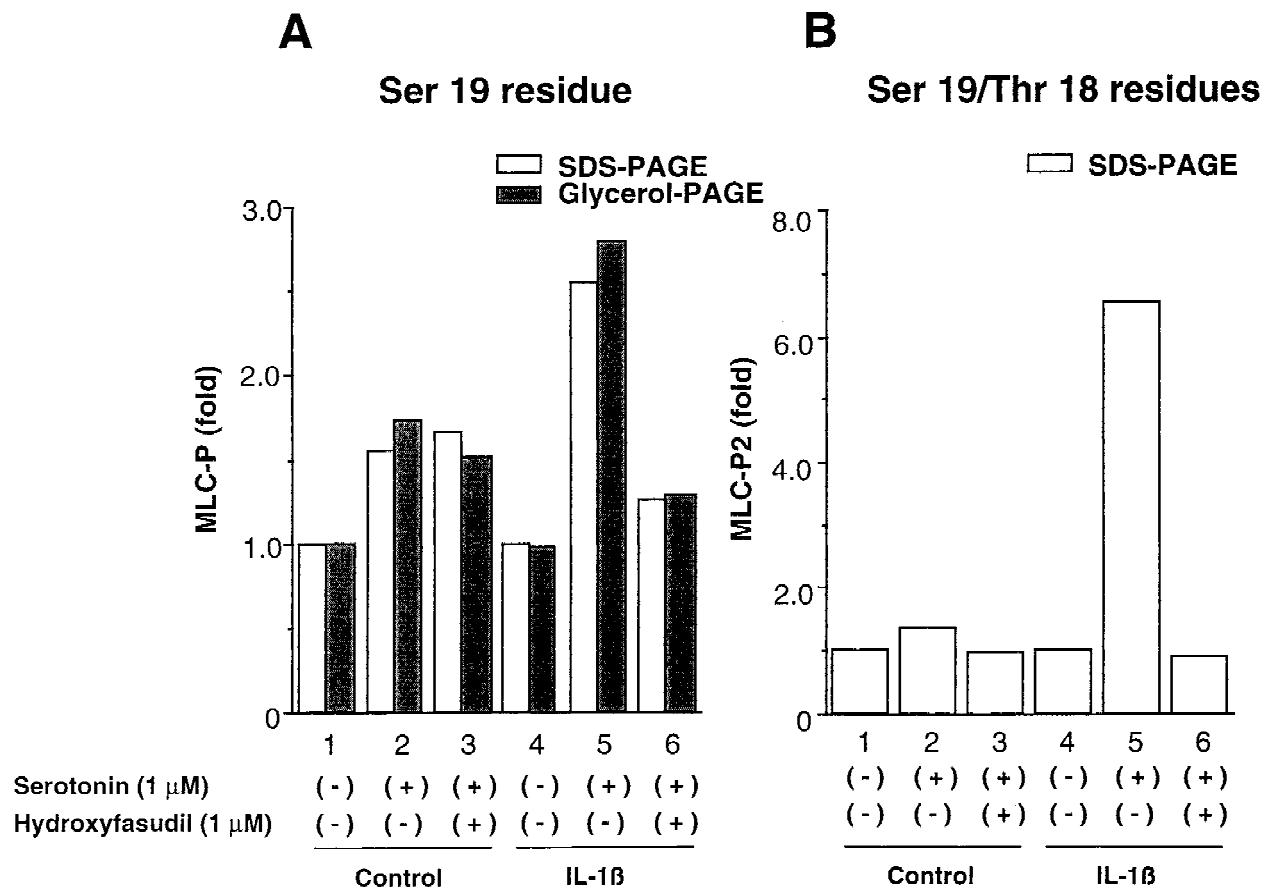 A
Ser 19 residue
SDS-PAGE
Glycerol-PAGE
3.0
2.0
1.0
0
MLC-P (fold)
1 2 3 4 5 6
Serotonin (1 μM) (-) (+) (+) (-) (+) (+)
Hydroxyfasudil (1 μM) (-) (-) (+) (-) (-) (+)
Control IL-1ß
B
Ser 19/Thr 18 residues
SDS-PAGE
8.0
6.0
4.0
2.0
0
MLC-P2 (fold)
1 2 3 4 5 6
(-) (+) (+) (-) (+) (+)
(-) (-) (+) (-) (-) (+)
Control IL-1ß